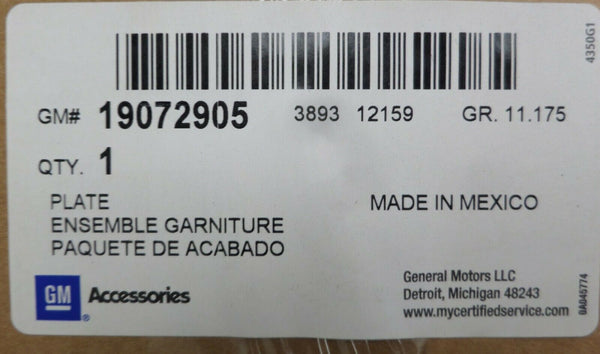 4350G1
GM# 19072905 3893 12159 GR. 11.175
QTY. 1
PLATE MADE IN MEXICO
ENSEMBLE GARNITURE
PAQUETE DE ACABADO
GM ® Accessories
General Motors LLC
Detroit, Michigan 48243
www.mycertifiedservice.com
0A045774